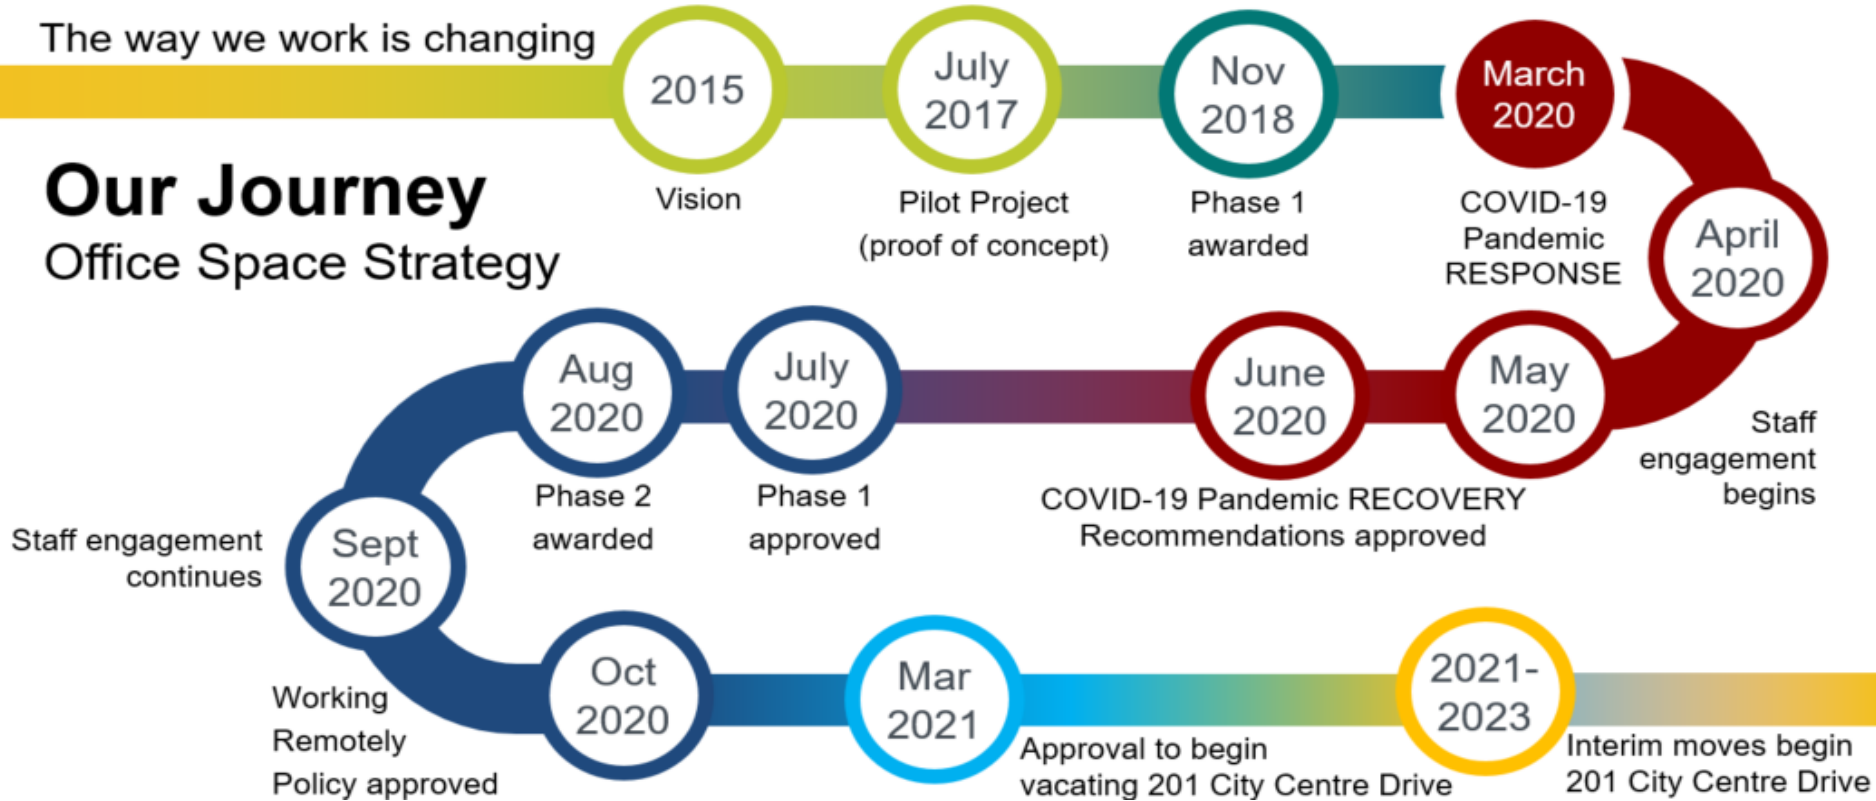 The way we work is changing
Our Journey
Office Space Strategy
2015
Vision
July
2017
Pilot Project
(proof of concept)
Nov
2018
Phase 1
awarded
March
2020
COVID-19
Pandemic
RESPONSE
April
2020
Staff
engagement
begins
May
2020
June
2020
COVID-19 Pandemic RECOVERY
Recommendations approved
July
2020
Phase 1
approved
Aug
2020
Phase 2
awarded
Sept
2020
Staff engagement
continues
Oct
2020
Working
Remotely
Policy approved
Mar
2021
Approval to begin
vacating 201 City Centre Drive
2021-
2023
Interim moves begin
201 City Centre Drive